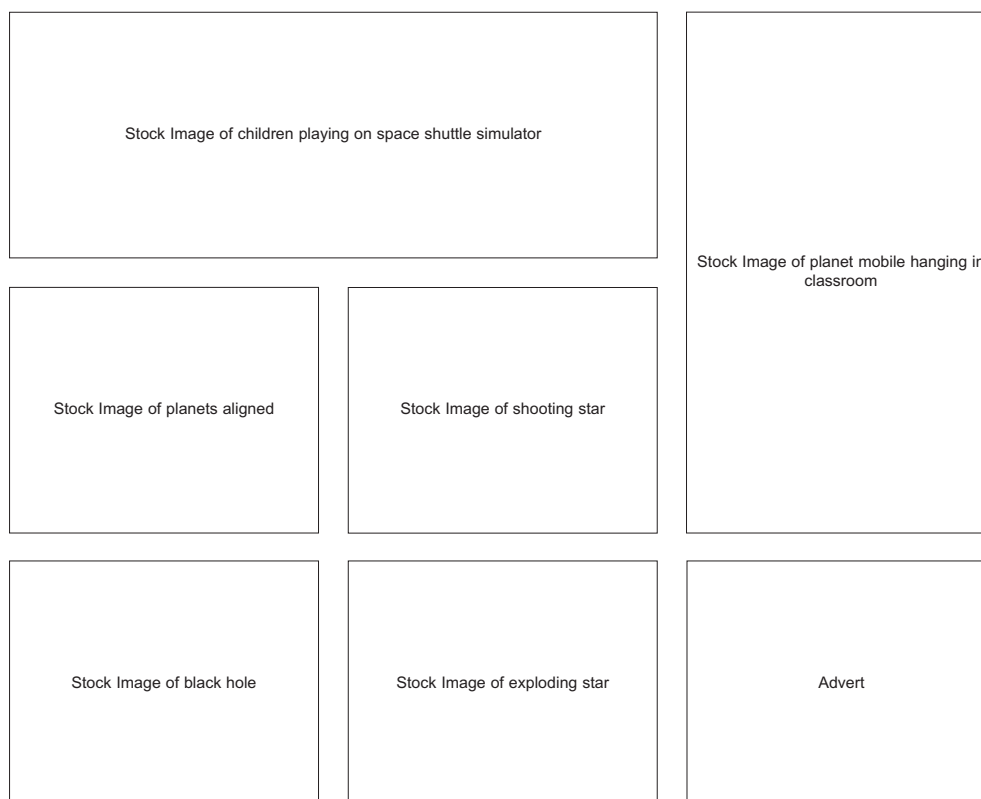 Stock Image of children playing on space shuttle simulator
Stock Image of planet mobile hanging in
classroom
Stock Image of planets aligned
Stock Image of shooting star
Stock Image of black hole
Stock Image of exploding star
Advert